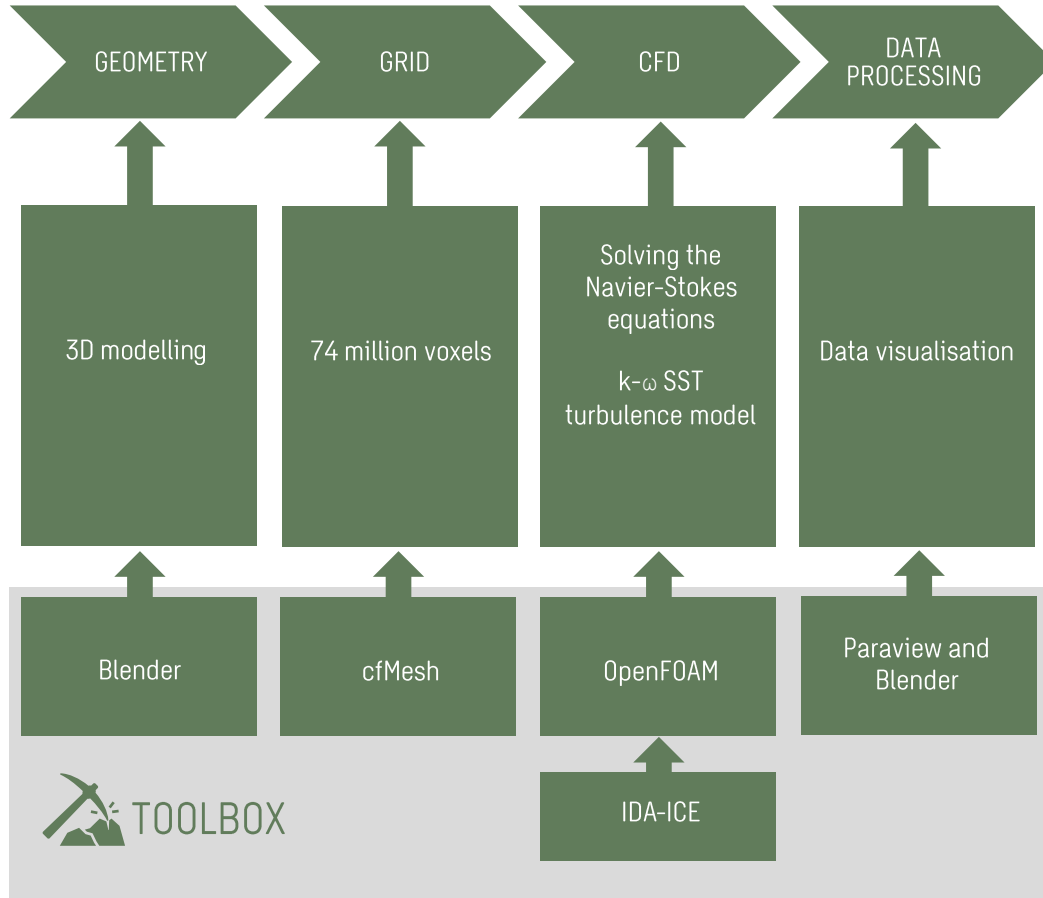 GEOMETRY
GRID
CFD
DATA
PROCESSING
3D modelling
74 million voxels
Solving the
Navier-Stokes
equations
k-ω SST
turbulence model
Data visualisation
Blender
cfMesh
OpenFOAM
Paraview and
Blender
IDA-ICE
TOOLBOX